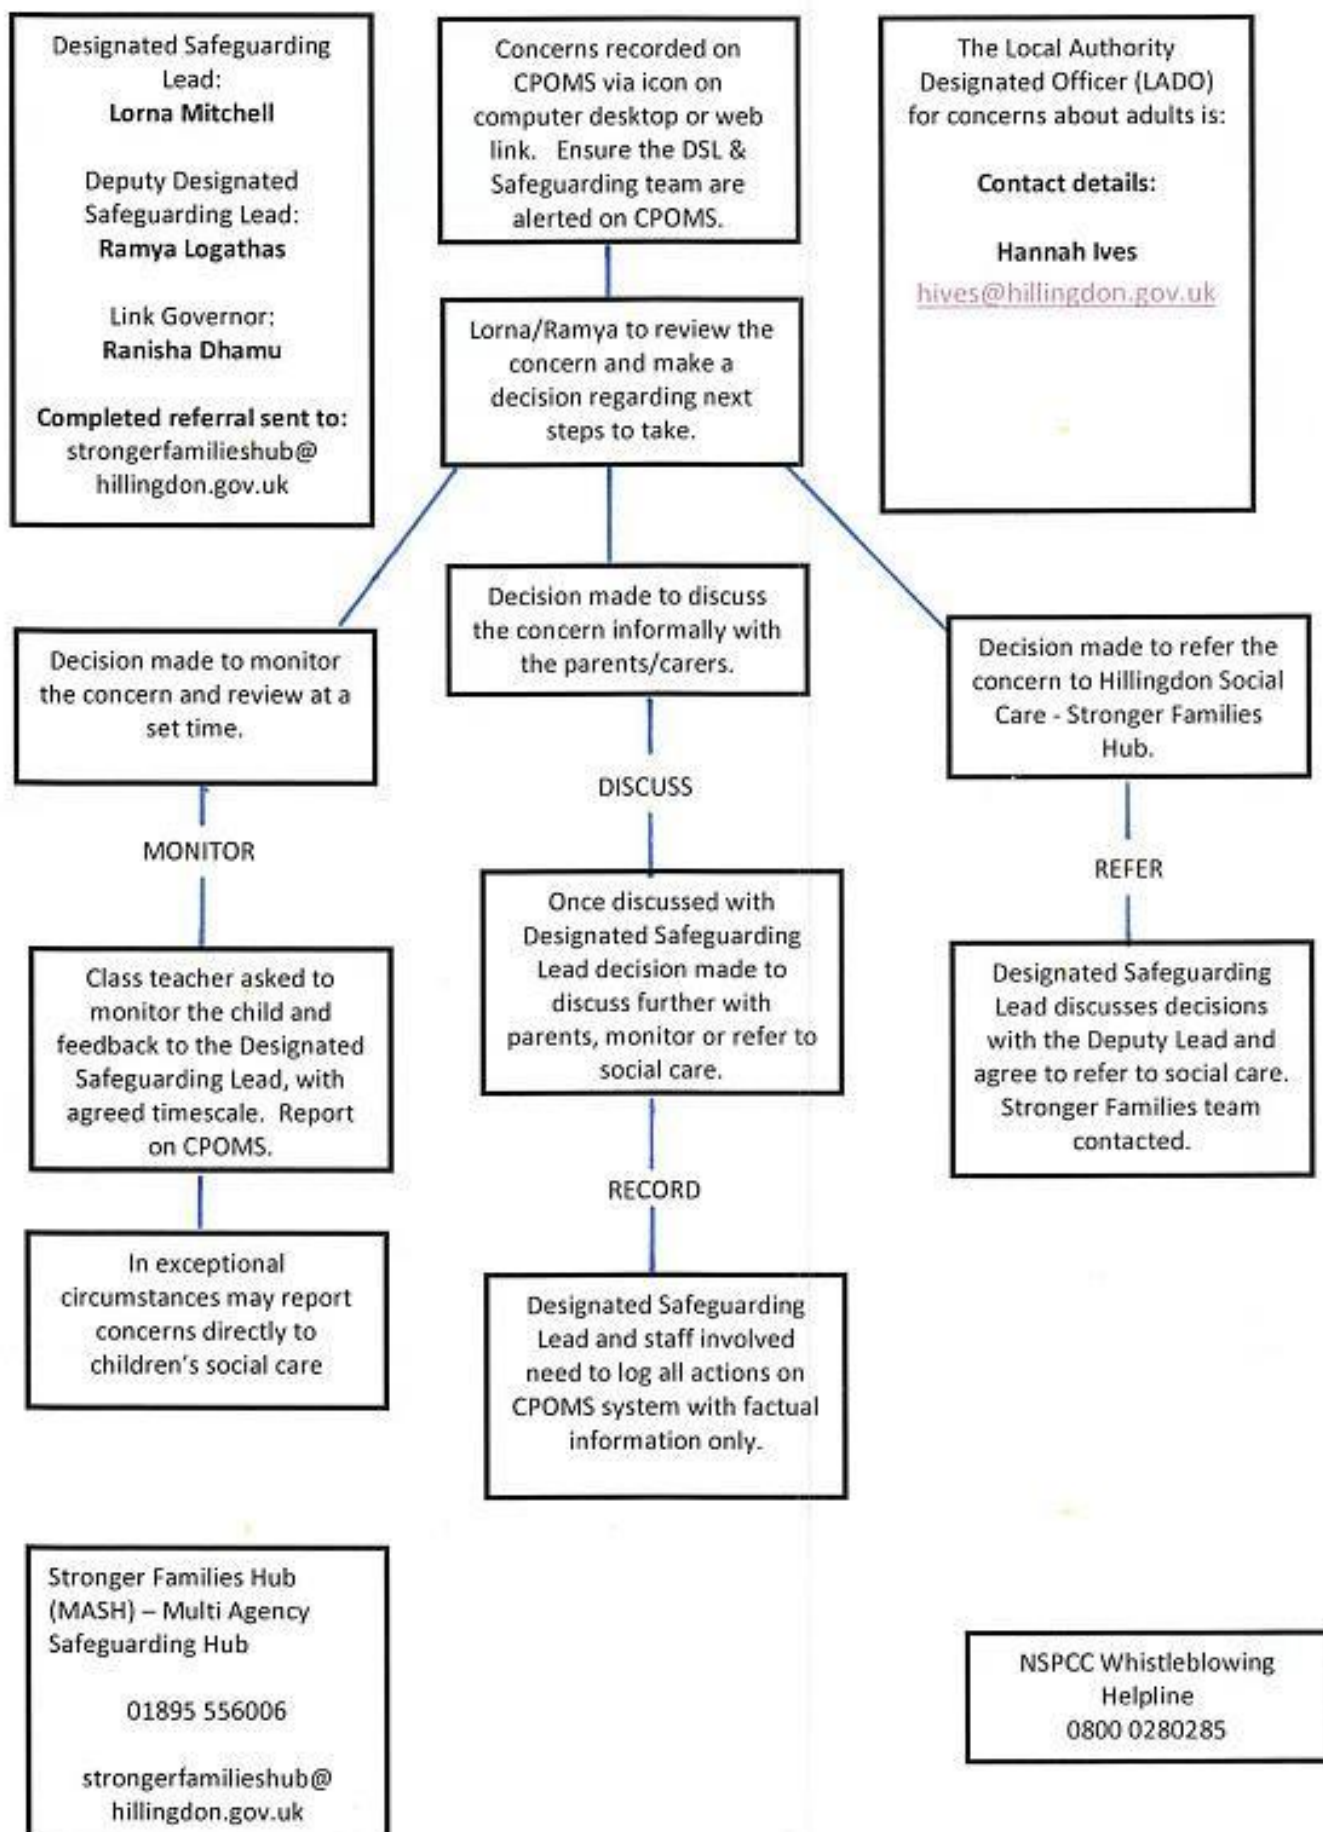 Designated Safeguarding
Lead:
Lorna Mitchell
Deputy Designated
Safeguarding Lead:
Ramya Logathas
Link Governor:
Ranisha Dhamu
Completed referral sent to:
strongerfamilieshub@
hillingdon.gov.uk
Concerns recorded on
CPOMS via icon on
computer desktop or web
link. Ensure the DSL &
Safeguarding team are
alerted on CPOMS.
The Local Authority
Designated Officer (LADO)
for concerns about adults is:
Contact details:
Hannah Ives
hives@hillingdon.gov.uk
Lorna/Ramya to review the
concern and make a
decision regarding next
steps to take.
Decision made to monitor
the concern and review at a
set time.
Decision made to discuss
the concern informally with
the parents/carers.
Decision made to refer the
concern to Hillingdon Social
Care - Stronger Families
Hub.
MONITOR
DISCUSS
REFER
Class teacher asked to
monitor the child and
feedback to the Designated
Safeguarding Lead, with
agreed timescale. Report
on CPOMS.
Once discussed with
Designated Safeguarding
Lead decision made to
discuss further with
parents, monitor or refer to
social care.
Designated Safeguarding
Lead discusses decisions
with the Deputy Lead and
agree to refer to social care.
Stronger Families team
contacted.
RECORD
In exceptional
circumstances may report
concerns directly to
children's social care
Designated Safeguarding
Lead and staff involved
need to log all actions on
CPOMS system with factual
information only.
Stronger Families Hub
(MASH) – Multi Agency
Safeguarding Hub
01895 556006
strongerfamilieshub@
hillingdon.gov.uk
NSPCC Whistleblowing
Helpline
0800 0280285